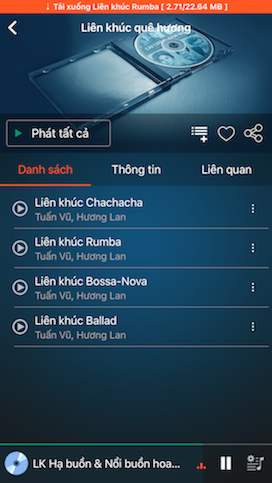 ↓ Tải xuống Liên khúc Rumba [ 2.71/22.64 MB ]
Liên khúc quê hương
Phát tất cả
Danh sách
Thông tin
Liên quan
Liên khúc Chachacha
Tuấn Vũ, Hương Lan
Liên khúc Rumba
Tuấn Vũ, Hương Lan
Liên khúc Bossa-Nova
Tuấn Vũ, Hương Lan
Liên khúc Ballad
Tuấn Vũ, Hương Lan
LK Hạ buồn & Nổi buồn hoa...